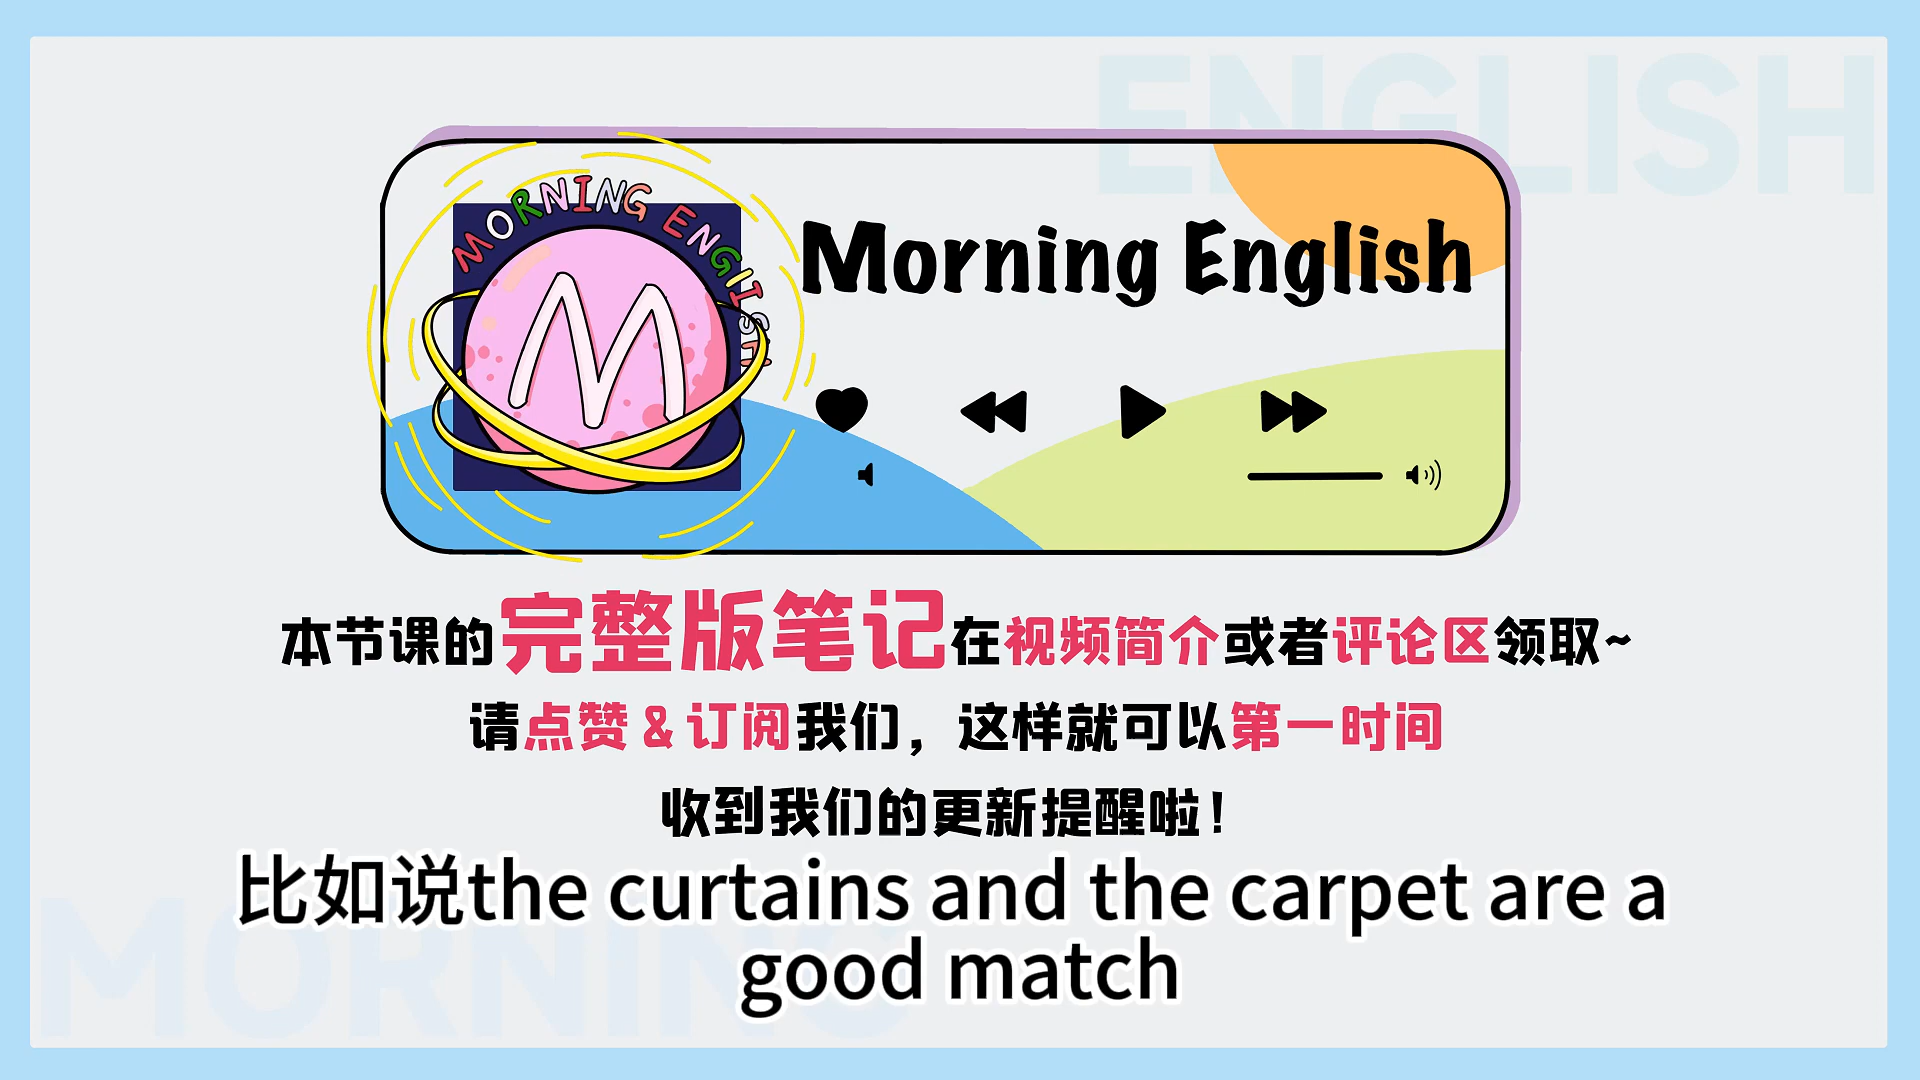 ENGLISH
MORNING ENGLISH
M
Morning English
本节课的完整版笔记在视频简介或者评论区领取~
请点赞&订阅我们，这样就可以第一时间
收到我们的更新提醒啦！
比如说the curtains and the carpet are a
good match
MORNING